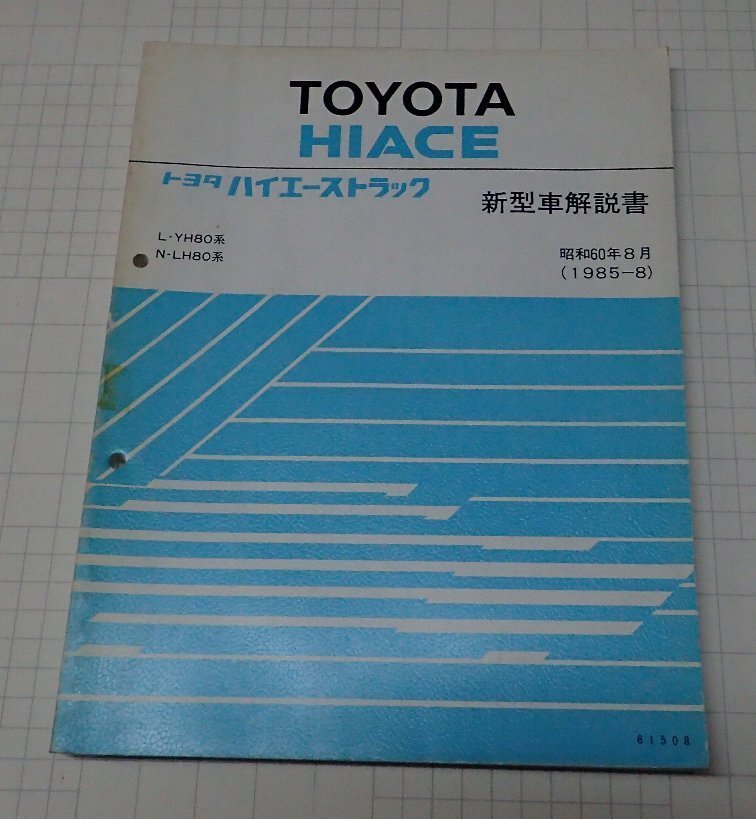 TOYOTA
HIACE
トヨタ ハイエーストラック
新型車解説書
L-YH80系
N-LH80系
昭和60年8月
(1985-8)
61508